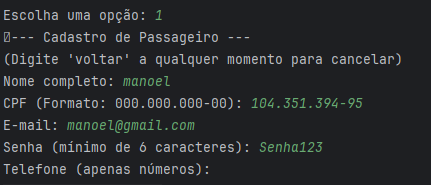 Escolha uma opção: 1
--- Cadastro de Passageiro ---
(Digite 'voltar' a qualquer momento para cancelar)
Nome completo: manoel
CPF (Formato: 000.000.000-00): 104.351.394-95
E-mail: manoel@gmail.com
Senha (mínimo de 6 caracteres): Senha123
Telefone (apenas números):